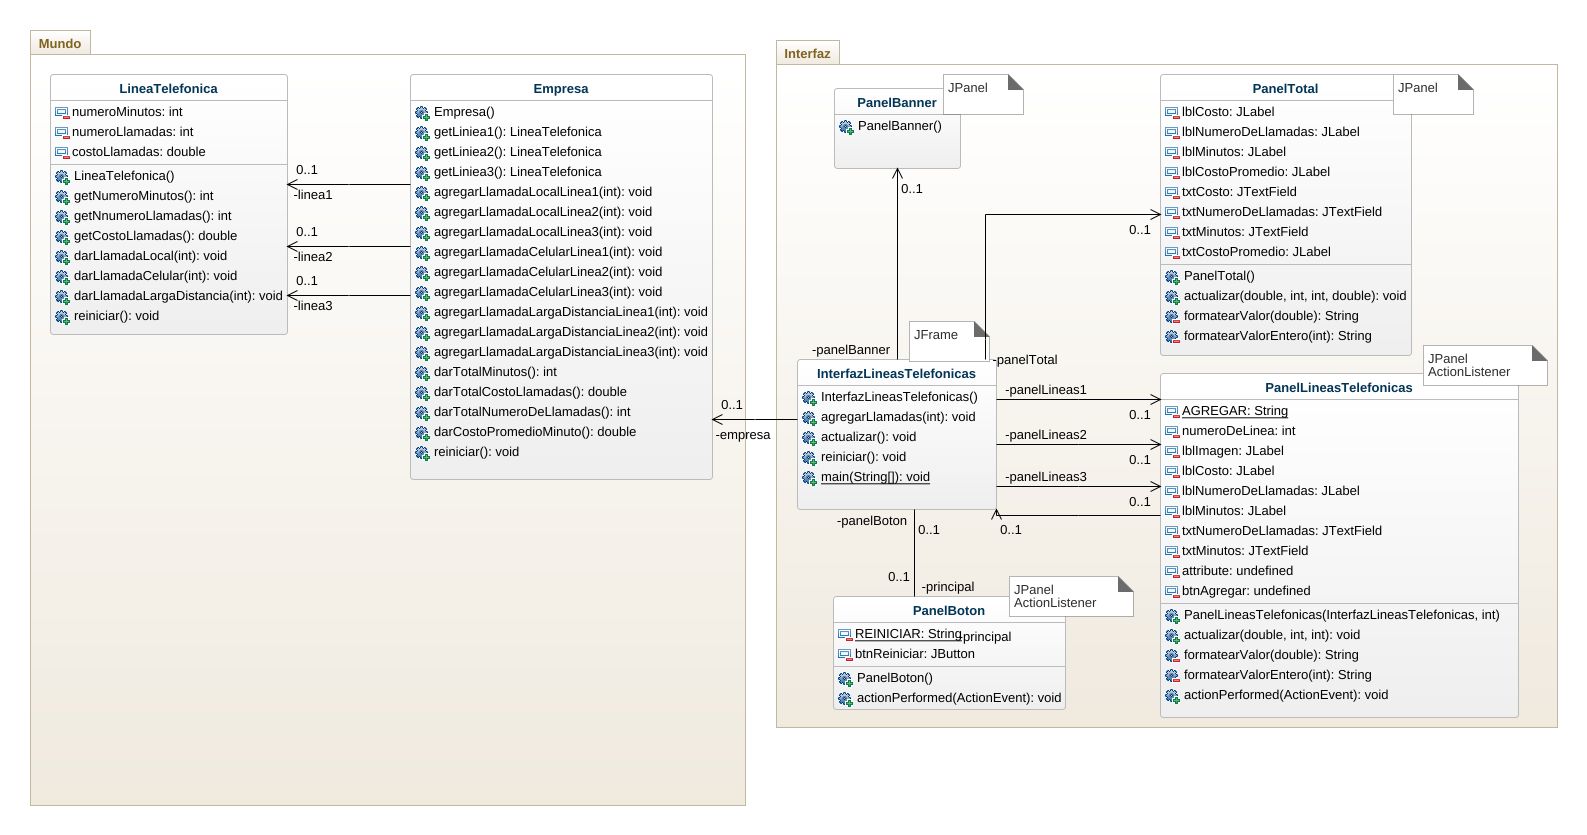 Mundo
LineaTelefonica
numeroMinutos: int
numeroLlamadas: int
costoLlamadas: double
LineaTelefonica()
getNumeroMinutos(): int
getNnumeroLlamadas(): int
getCostoLlamadas(): double
darLlamadaLocal(int): void
darLlamadaCelular(int): void
darLlamadaLargaDistancia(int): void
reiniciar(): void
0..1
-linea1
0..1
-linea2
0..1
-linea3
Empresa
Empresa()
getLiniea1(): LineaTelefonica
getLiniea2(): LineaTelefonica
getLiniea3(): LineaTelefonica
agregarLlamadaLocalLinea1(int): void
agregarLlamadaLocalLinea2(int): void
agregarLlamadaLocalLinea3(int): void
agregarLlamadaCelularLinea1(int): void
agregarLlamadaCelularLinea2(int): void
agregarLlamadaCelularLinea3(int): void
agregarLlamadaLargaDistanciaLinea1(int): void
agregarLlamadaLargaDistanciaLinea2(int): void
agregarLlamadaLargaDistanciaLinea3(int): void
darTotalMinutos(): int
darTotalCostoLlamadas(): double
darTotalNumeroDeLlamadas(): int
darCostoPromedioMinuto(): double
reiniciar(): void
0..1
-empresa
Interfaz
PanelBanner
JPanel
PanelBanner()
0..1
-panelBanner
JFrame
-panelTotal
0..1
InterfazLineasTelefonicas
InterfazLineasTelefonicas()
agregarLlamadas(int): void
actualizar(): void
reiniciar(): void
main(String[]): void
-panelLineas1
0..1
-panelLineas2
0..1
-panelLineas3
0..1
0..1
-panelBoton
0..1
0..1
-principal
JPanel
ActionListener
PanelBoton
REINICIAR: String
-principal
btnReiniciar: JButton
PanelBoton()
actionPerformed(ActionEvent): void
PanelTotal
JPanel
lblCosto: JLabel
lblNumeroDeLlamadas: JLabel
lblMinutos: JLabel
lblCostoPromedio: JLabel
txtCosto: JTextField
txtNumeroDeLlamadas: JTextField
txtMinutos: JTextField
txtCostoPromedio: JLabel
PanelTotal()
actualizar(double, int, int, double): void
formatearValor(double): String
formatearValorEntero(int): String
JPanel
ActionListener
PanelLineasTelefonicas
AGREGAR: String
numeroDeLinea: int
lblImagen: JLabel
lblCosto: JLabel
lblNumeroDeLlamadas: JLabel
lblMinutos: JLabel
txtNumeroDeLlamadas: JTextField
txtMinutos: JTextField
attribute: undefined
btnAgregar: undefined
PanelLineasTelefonicas(InterfazLineasTelefonicas, int)
actualizar(double, int, int): void
formatearValor(double): String
formatearValorEntero(int): String
actionPerformed(ActionEvent): void